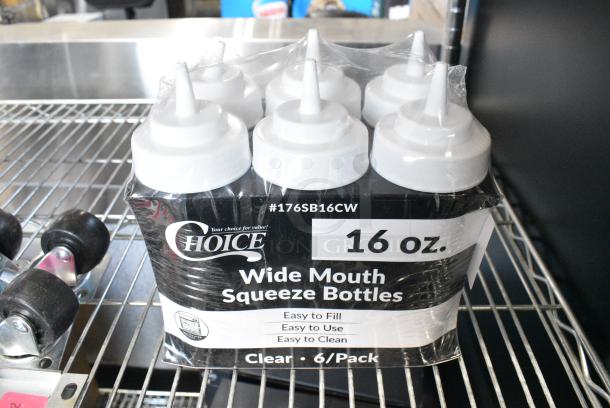 #176SB16CW
Your choice for value!
CHOICE
16 oz.
Wide Mouth
Squeeze Bottles
Easy to Fill
Easy to Use
Easy to Clean
Clear • 6/Pack